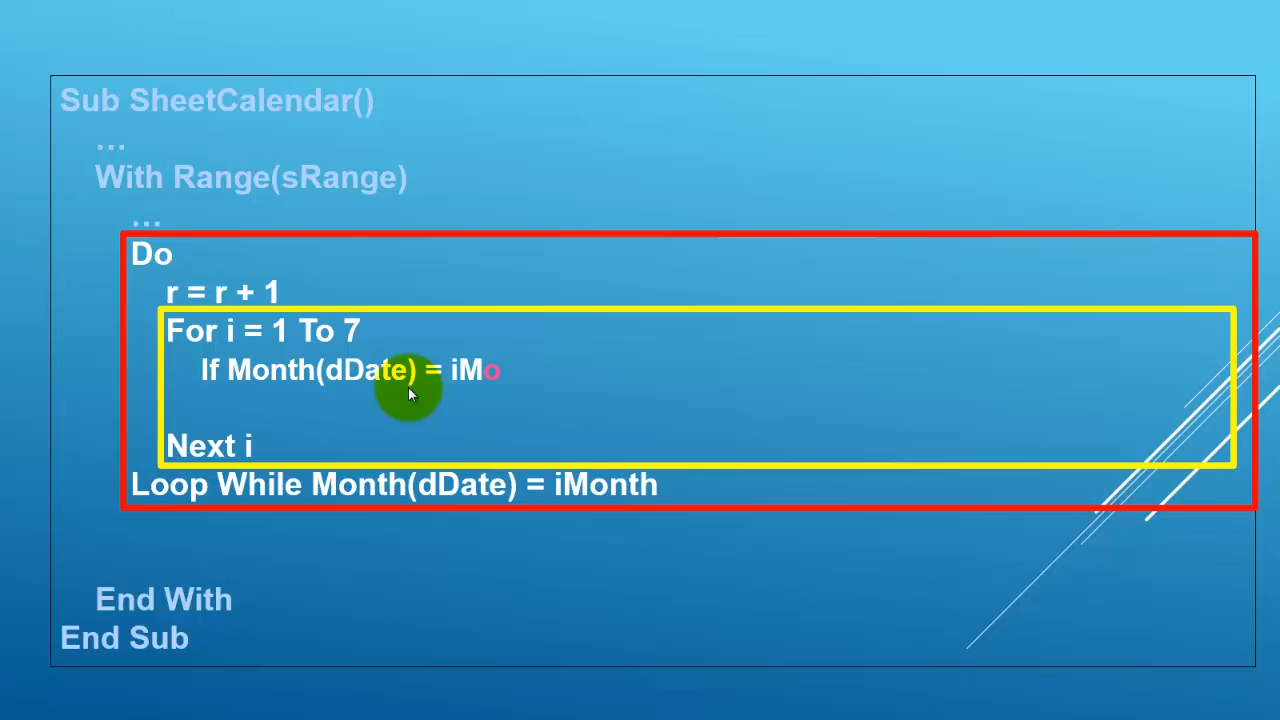 Sub SheetCalendar()
…
With Range(sRange)
…
Do
r = r + 1
For i = 1 To 7
If Month(dDate) = iMo
Next i
Loop While Month(dDate) = iMonth
End With
End Sub